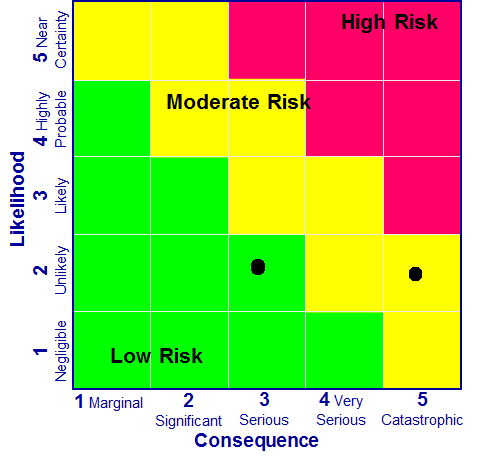 High Risk
Moderate Risk
Low Risk
Likelihood
5 Near
Certainty
4 Highly
Probable
3
Likely
2
Unlikely
1
Negligible
1 Marginal
2
Significant
3
Serious
4 Very
Serious
5
Catastrophic
Consequence